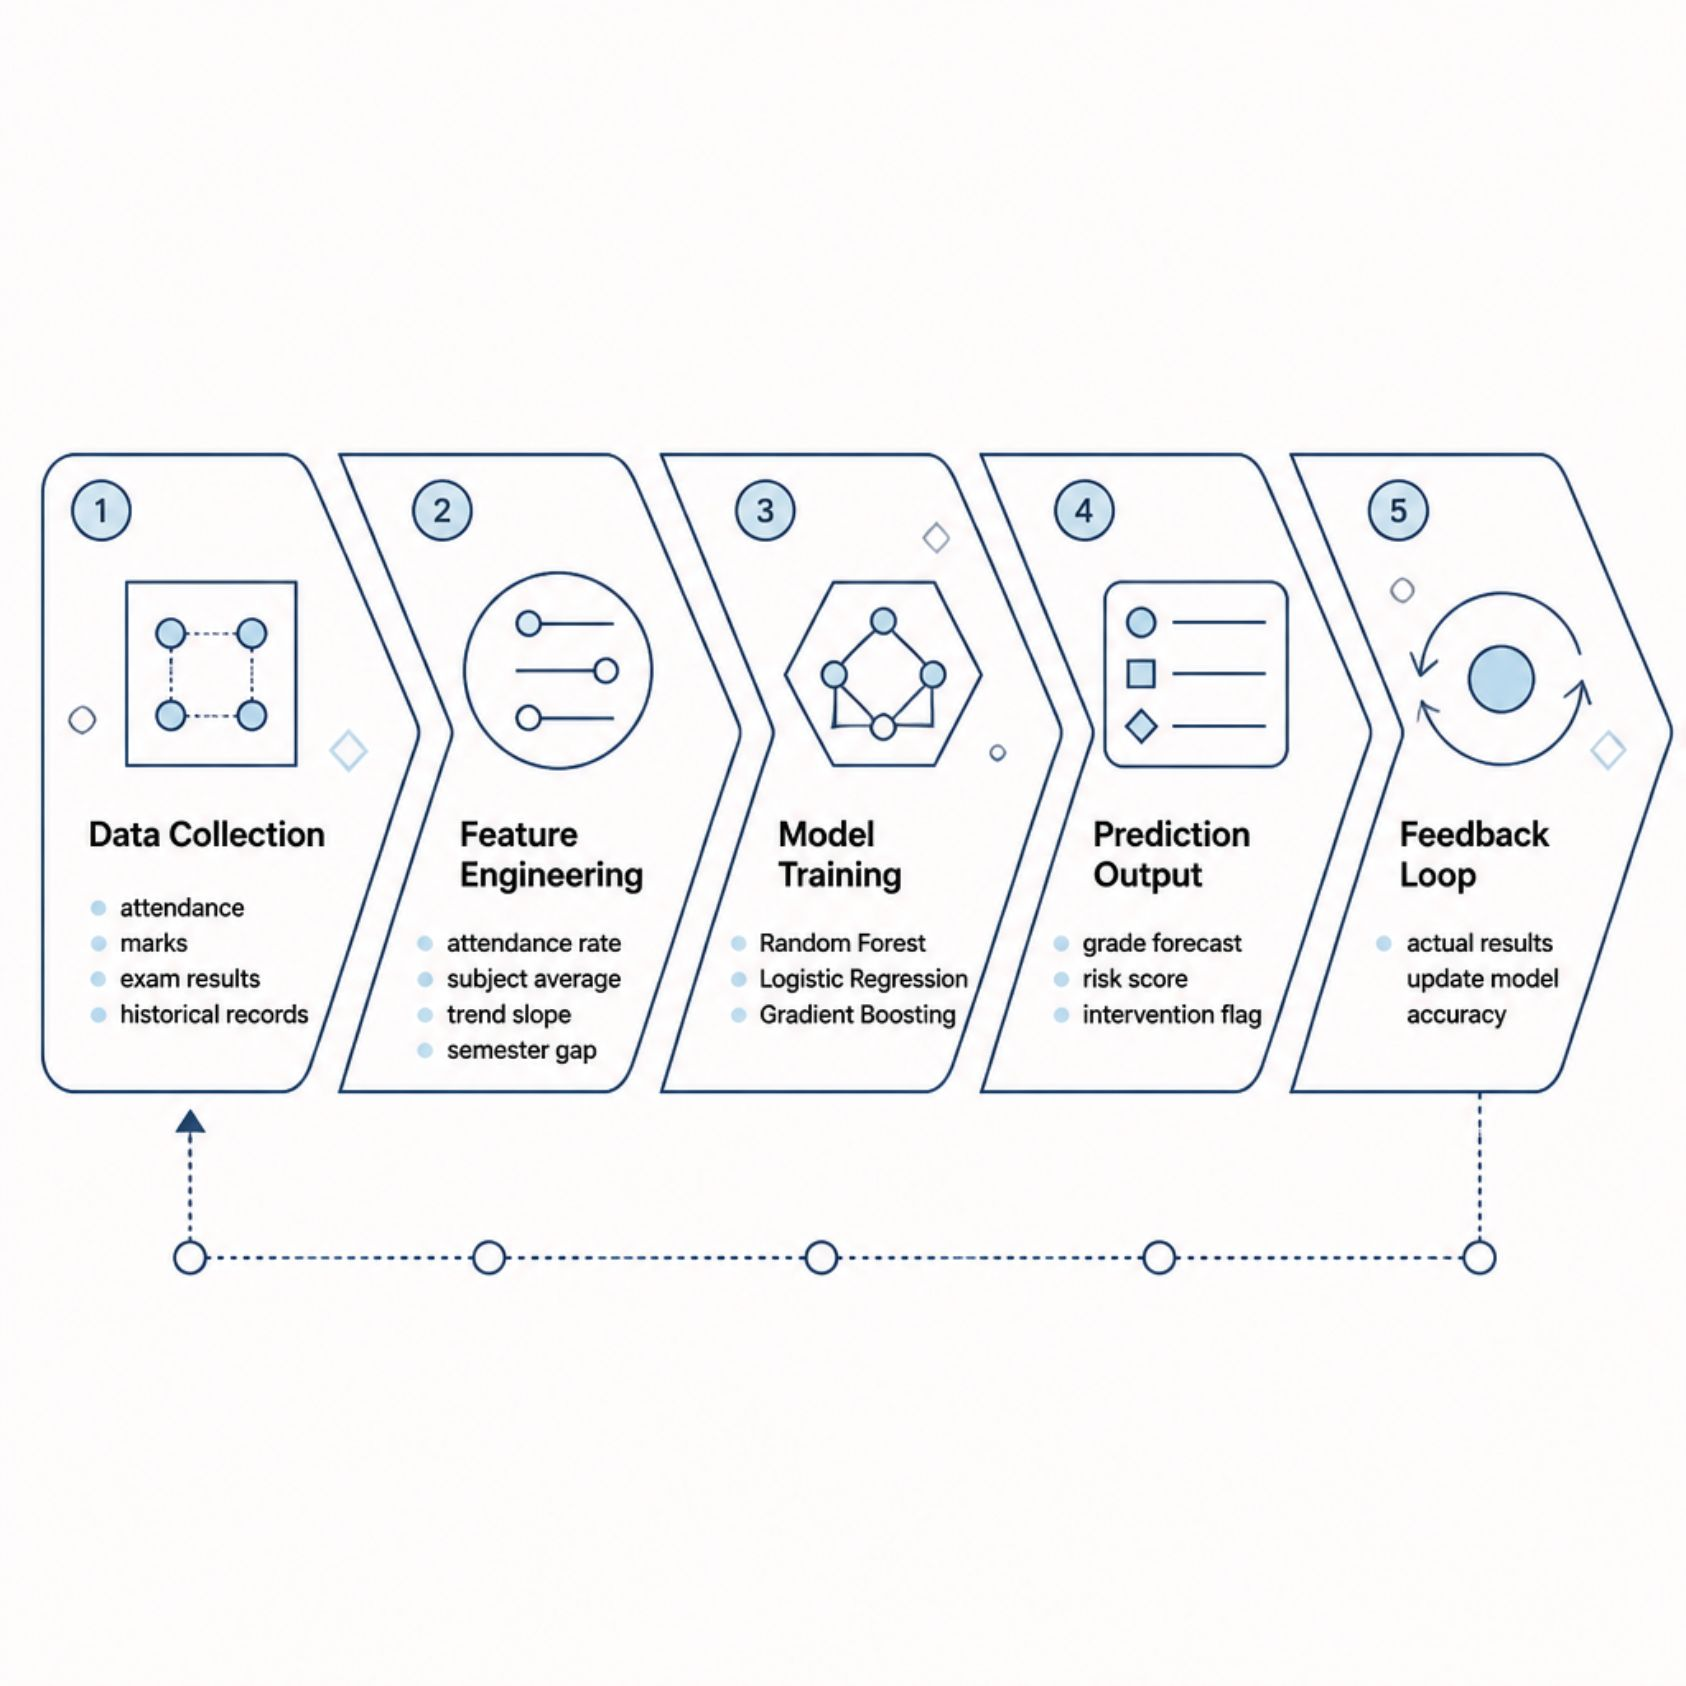 1
Data Collection
attendance
marks
exam results
historical records
2
Feature
Engineering
attendance rate
subject average
trend slope
semester gap
3
Model
Training
Random Forest
Logistic Regression
Gradient Boosting
4
Prediction
Output
grade forecast
risk score
intervention flag
5
Feedback
Loop
actual results
update model
accuracy